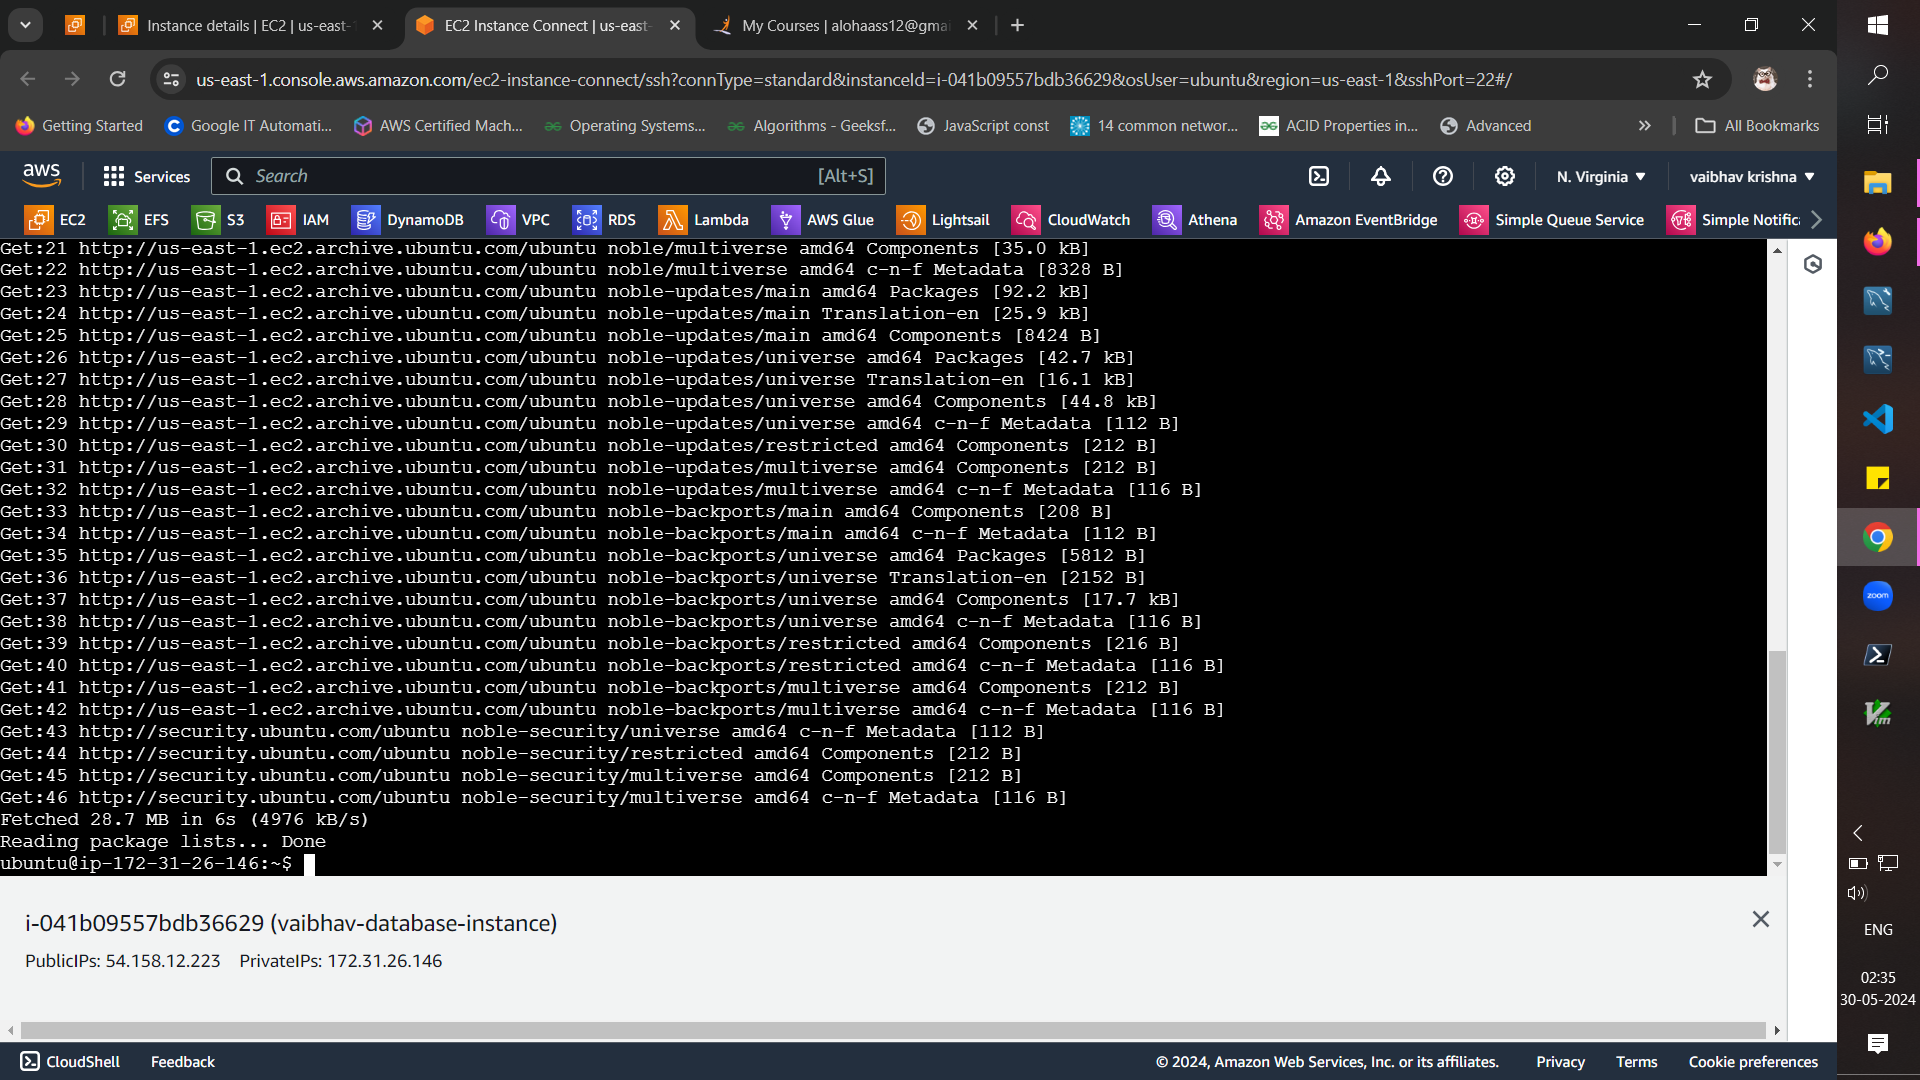 Instance details | EC2 | us-east-1
EC2 Instance Connect | us-east-
My Courses | alohaass12@gma
us-east-1.console.aws.amazon.com/ec2-instance-connect/ssh?connType=standard&instanceId=i-041b09557bdb36629&osUser=ubuntu&region=us-east-1&sshPort=22#/
Getting Started
Google IT Automati...
AWS Certified Mach...
Operating Systems...
Algorithms - Geeksf...
JavaScript const
14 common networ...
ACID Properties in...
Advanced
»
All Bookmarks
aws
Services
Search
[Alt+S]
N. Virginia
vaibhav krishna
EC2
EFS
S3
IAM
DynamoDB
VPC
RDS
Lambda
AWS Glue
Lightsail
CloudWatch
Athena
Amazon EventBridge
Simple Queue Service
Simple Notific
Get:21 http://us-east-1.ec2.archive.ubuntu.com/ubuntu noble/multiverse amd64 Components [35.0 kB]
Get:22 http://us-east-1.ec2.archive.ubuntu.com/ubuntu noble/multiverse amd64 c-n-f Metadata [8328 B]
Get:23 http://us-east-1.ec2.archive.ubuntu.com/ubuntu noble-updates/main amd64 Packages [92.2 kB]
Get:24 http://us-east-1.ec2.archive.ubuntu.com/ubuntu noble-updates/main Translation-en [25.9 kB]
Get:25 http://us-east-1.ec2.archive.ubuntu.com/ubuntu noble-updates/main amd64 Components [8424 B]
Get:26 http://us-east-1.ec2.archive.ubuntu.com/ubuntu noble-updates/universe amd64 Packages [42.7 kB]
Get:27 http://us-east-1.ec2.archive.ubuntu.com/ubuntu noble-updates/universe Translation-en [16.1 kB]
Get:28 http://us-east-1.ec2.archive.ubuntu.com/ubuntu noble-updates/universe amd64 Components [44.8 kB]
Get:29 http://us-east-1.ec2.archive.ubuntu.com/ubuntu noble-updates/universe amd64 c-n-f Metadata [112 B]
Get:30 http://us-east-1.ec2.archive.ubuntu.com/ubuntu noble-updates/restricted amd64 Components [212 B]
Get:31 http://us-east-1.ec2.archive.ubuntu.com/ubuntu noble-updates/multiverse amd64 Components [212 B]
Get:32 http://us-east-1.ec2.archive.ubuntu.com/ubuntu noble-updates/multiverse amd64 c-n-f Metadata [116 B]
Get:33 http://us-east-1.ec2.archive.ubuntu.com/ubuntu noble-backports/main amd64 Components [208 B]
Get:34 http://us-east-1.ec2.archive.ubuntu.com/ubuntu noble-backports/main amd64 c-n-f Metadata [112 B]
Get:35 http://us-east-1.ec2.archive.ubuntu.com/ubuntu noble-backports/universe amd64 Packages [5812 B]
Get:36 http://us-east-1.ec2.archive.ubuntu.com/ubuntu noble-backports/universe Translation-en [2152 B]
Get:37 http://us-east-1.ec2.archive.ubuntu.com/ubuntu noble-backports/universe amd64 Components [17.7 kB]
Get:38 http://us-east-1.ec2.archive.ubuntu.com/ubuntu noble-backports/universe amd64 c-n-f Metadata [116 B]
Get:39 http://us-east-1.ec2.archive.ubuntu.com/ubuntu noble-backports/restricted amd64 Components [216 B]
Get:40 http://us-east-1.ec2.archive.ubuntu.com/ubuntu noble-backports/restricted amd64 c-n-f Metadata [116 B]
Get:41 http://us-east-1.ec2.archive.ubuntu.com/ubuntu noble-backports/multiverse amd64 Components [212 B]
Get:42 http://us-east-1.ec2.archive.ubuntu.com/ubuntu noble-backports/multiverse amd64 c-n-f Metadata [116 B]
Get:43 http://security.ubuntu.com/ubuntu noble-security/universe amd64 c-n-f Metadata [112 B]
Get:44 http://security.ubuntu.com/ubuntu noble-security/restricted amd64 Components [212 B]
Get:45 http://security.ubuntu.com/ubuntu noble-security/multiverse amd64 Components [212 B]
Get:46 http://security.ubuntu.com/ubuntu noble-security/multiverse amd64 c-n-f Metadata [116 B]
Fetched 28.7 MB in 6s (4976 kB/s)
Reading package lists... Done
ubuntu@ip-172-31-26-146:~$
i-041b09557bdb36629 (vaibhav-database-instance)
PublicIPs: 54.158.12.223 PrivateIPs: 172.31.26.146
CloudShell
Feedback
© 2024, Amazon Web Services, Inc. or its affiliates.
Privacy
Terms
Cookie preferences
zoom
Vim
ENG
02:35
30-05-2024